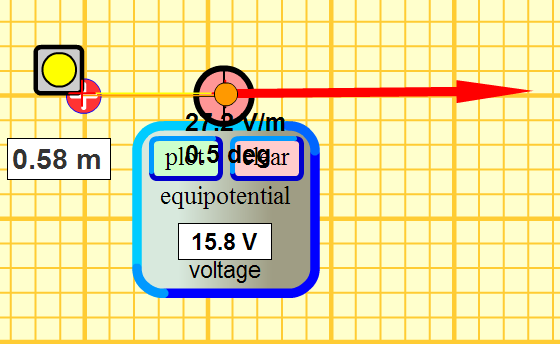 27.2 V/m
0.58 m
plot
0.5 deg
clear
equipotential
15.8 V
voltage